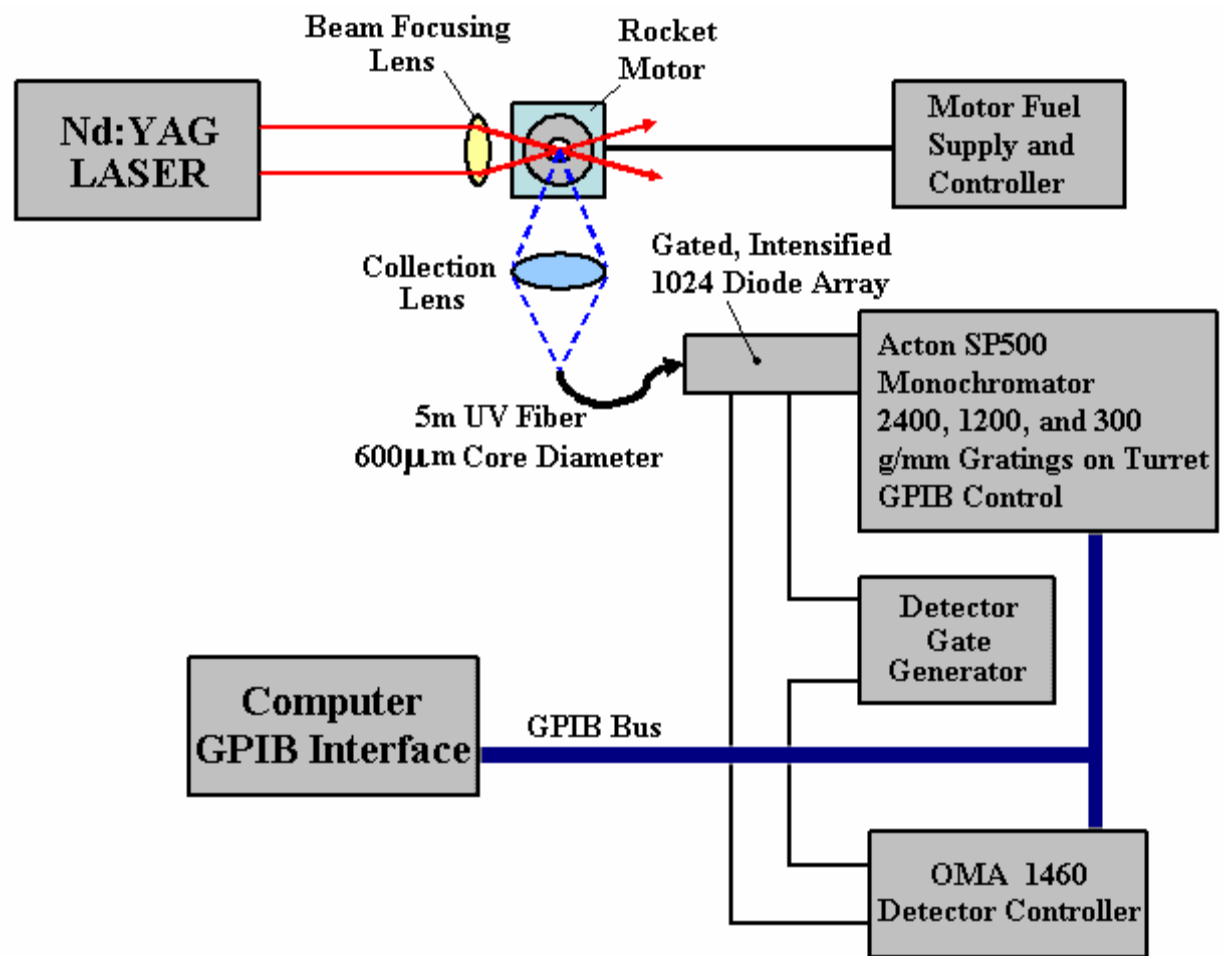 Beam Focusing
Lens
Rocket
Motor
Nd:YAG
LASER
Motor Fuel
Supply and
Controller
Collection
Lens
Gated, Intensified
1024 Diode Array
Acton SP500
Monochromator
2400, 1200, and 300
g/mm Gratings on Turret
GPIB Control
5m UV Fiber
600μm Core Diameter
Detector
Gate
Generator
Computer
GPIB Interface
GPIB Bus
OMA 1460
Detector Controller